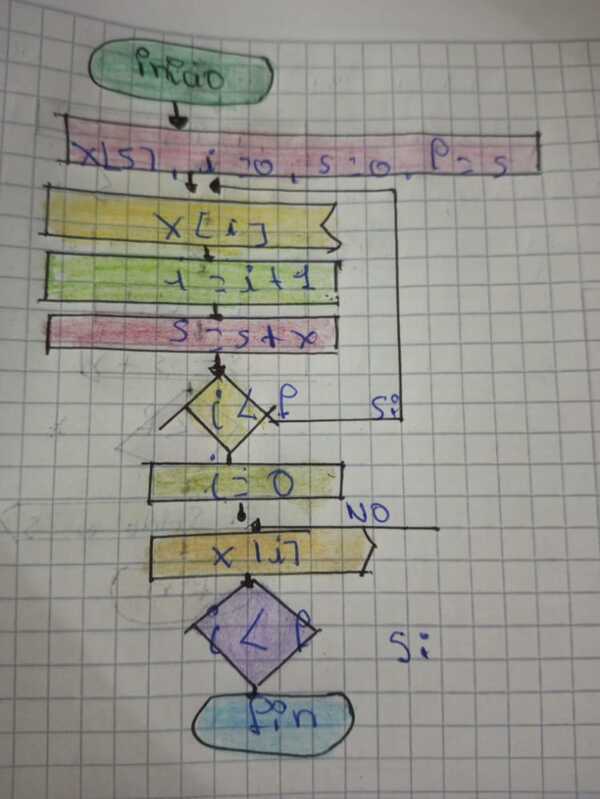 inicio
x[5], i=0, s=0, P=5
x[i]
i=i+1
s=s+x
i < P Si
i=0
NO
x[i]
i < P Si
fin